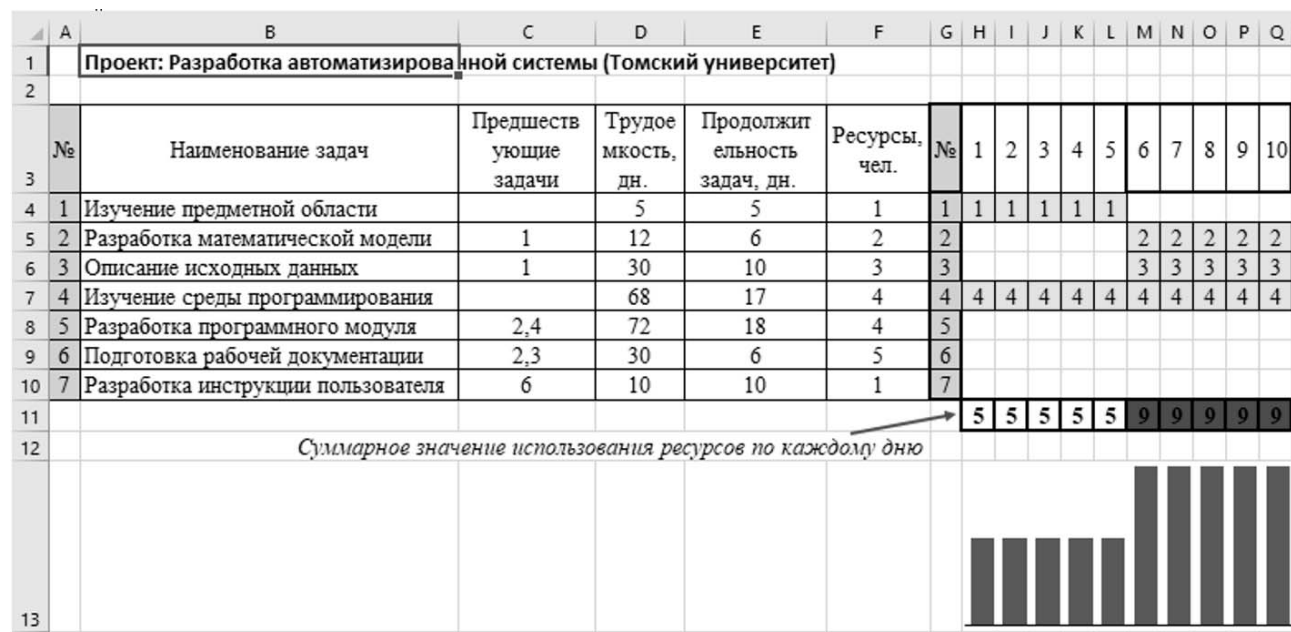 A B C D E F G H I J K L M N O P Q
1 Проект: Разработка автоматизированной системы (Томский университет)
2
3 № Наименование задач Предшеств ующие задачи Трудое мкость, дн. Продолжит ельность задач, дн. Ресурсы, чел. № 1 2 3 4 5 6 7 8 9 10
4 1 Изучение предметной области 5 5 1 1 1 1 1 1 1
5 2 Разработка математической модели 1 12 6 2 2 2 2 2 2 2
6 3 Описание исходных данных 1 30 10 3 3 3 3 3 3 3
7 4 Изучение среды программирования 68 17 4 4 4 4 4 4 4 4 4 4 4 4
8 5 Разработка программного модуля 2,4 72 18 4 5
9 6 Подготовка рабочей документации 2,3 30 6 5 6
10 7 Разработка инструкции пользователя 6 10 10 1 7
11 5 5 5 5 5 9 9 9 9 9
12 Суммарное значение использования ресурсов по каждому дню
13